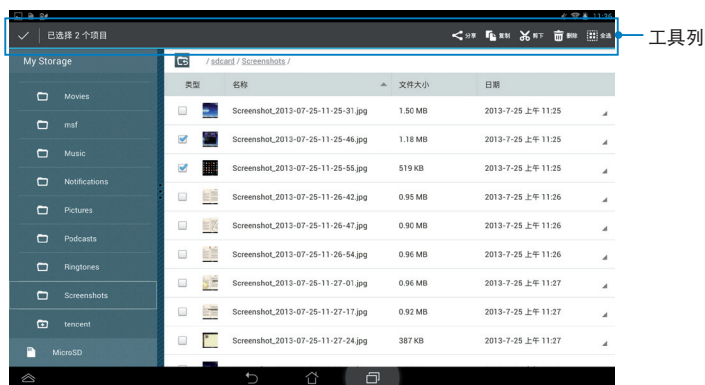 11:36
已选择 2 个项目
分享 复制 剪下 删除 全选
工具列
My Storage
/ sdcard / Screenshots /
类型 名称 文件大小 日期
Movies
Screenshot_2013-07-25-11-25-31.jpg 1.50 MB 2013-7-25 上午 11:25
msf
Screenshot_2013-07-25-11-25-46.jpg 1.18 MB 2013-7-25 上午 11:25
Music
Screenshot_2013-07-25-11-25-55.jpg 519 KB 2013-7-25 上午 11:25
Notifications
Screenshot_2013-07-25-11-26-42.jpg 0.95 MB 2013-7-25 上午 11:26
Pictures
Screenshot_2013-07-25-11-26-47.jpg 0.90 MB 2013-7-25 上午 11:26
Podcasts
Screenshot_2013-07-25-11-26-54.jpg 0.96 MB 2013-7-25 上午 11:26
Ringtones
Screenshot_2013-07-25-11-27-01.jpg 0.96 MB 2013-7-25 上午 11:27
Screenshots
Screenshot_2013-07-25-11-27-17.jpg 0.92 MB 2013-7-25 上午 11:27
tencent
Screenshot_2013-07-25-11-27-24.jpg 387 KB 2013-7-25 上午 11:27
MicroSD